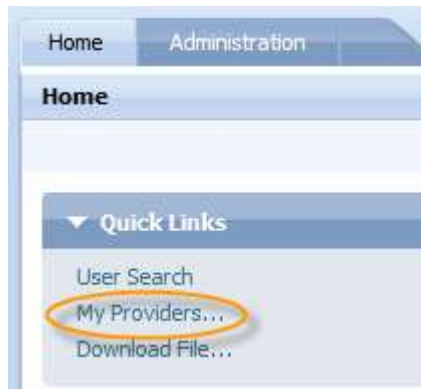 Home Administration
Home
Quick Links
User Search
My Providers...
Download File...